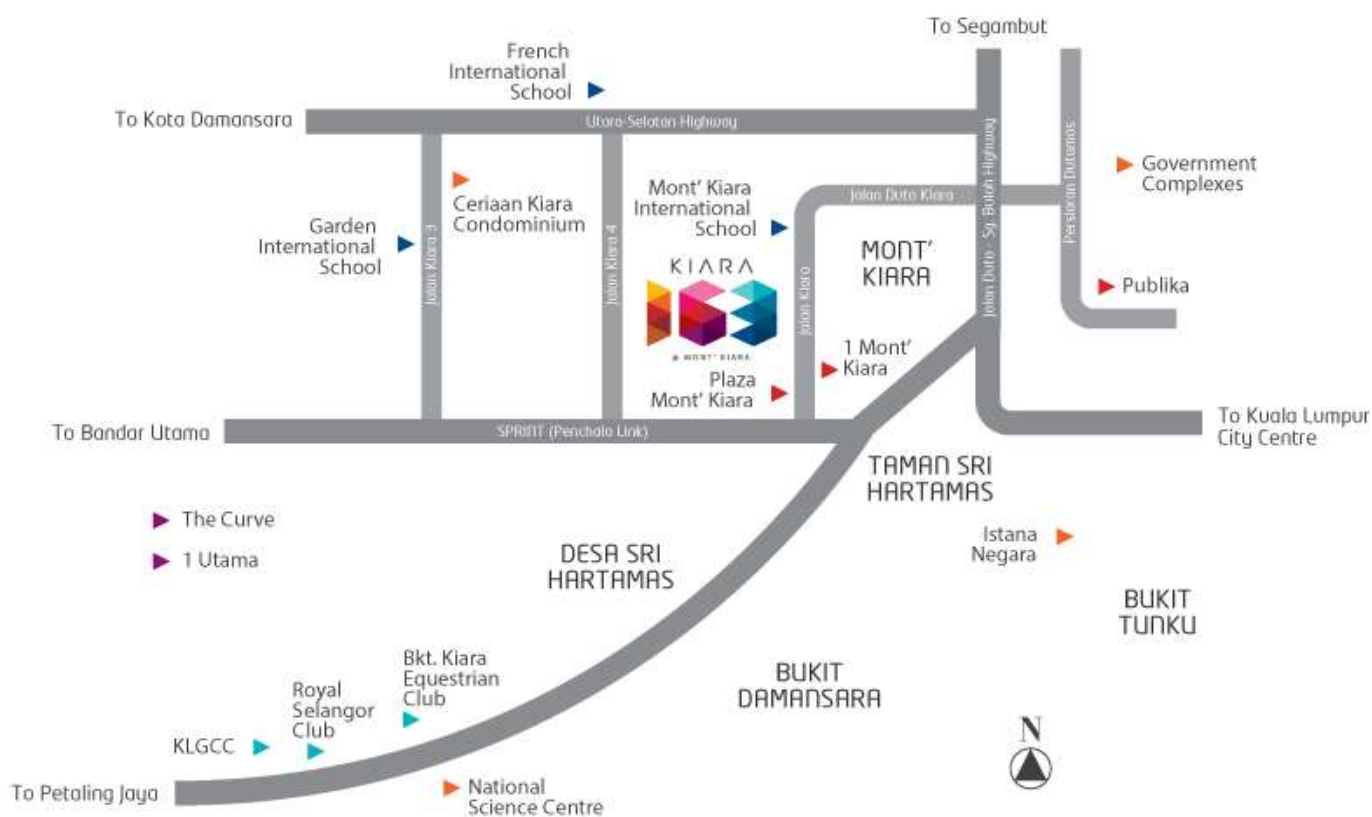 To Segambut
French
International
School
To Kota Damansara
Utara-Selatan Highway
Jalan Duta - Sg. Buloh Highway
Persiaran Dutamas
Government
Complexes
Ceriaan Kiara
Condominium
Mont' Kiara
International
School
Jalan Duta Kiara
Garden
International
School
Jalan Kiara 3
Jalan Kiara 4
KIARA
163
@ MONT' KIARA
Jalan Kiara
MONT'
KIARA
Publika
1 Mont'
Kiara
Plaza
Mont' Kiara
To Bandar Utama
SPRINT (Penchala Link)
To Kuala Lumpur
City Centre
TAMAN SRI
HARTAMAS
The Curve
1 Utama
DESA SRI
HARTAMAS
Istana
Negara
BUKIT
TUNKU
BUKIT
DAMANSARA
Bkt. Kiara
Equestrian
Club
Royal
Selangor
Club
KLGCC
N
To Petaling Jaya
National
Science Centre